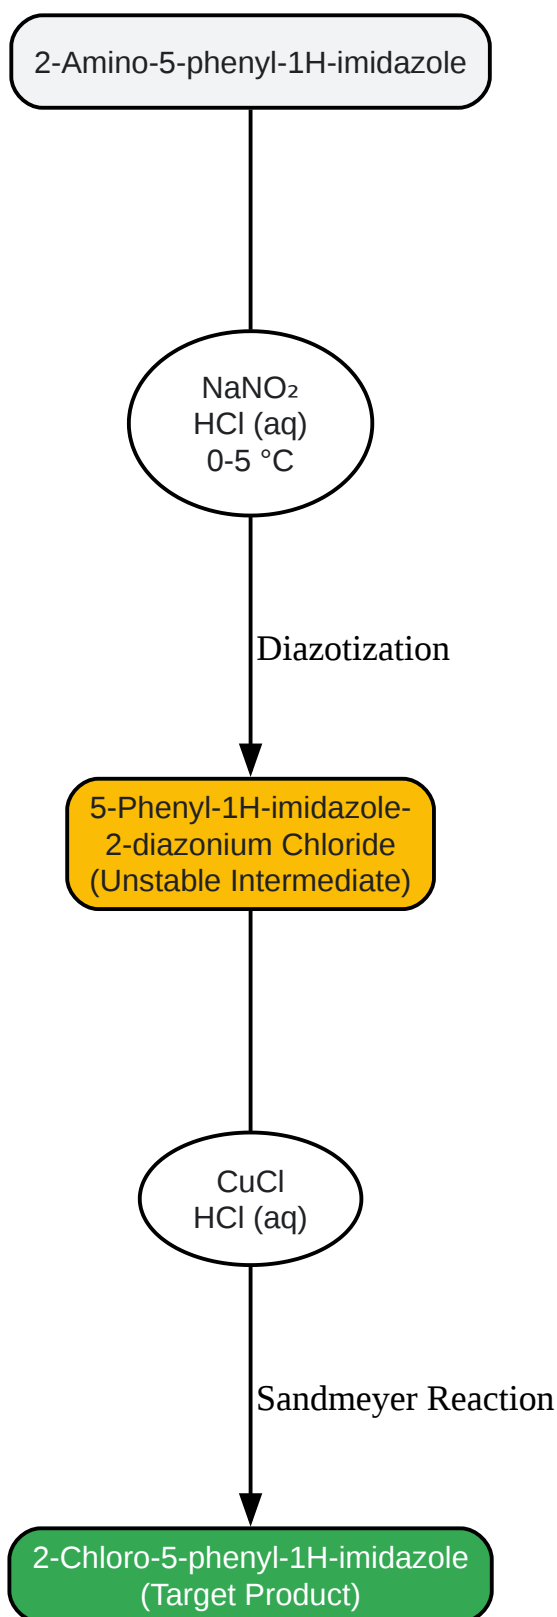 2-Amino-5-phenyl-1H-imidazole
NaNO₂
HCl (aq)
0-5 °C
Diazotization
5-Phenyl-1H-imidazole-
2-diazonium Chloride
(Unstable Intermediate)
CuCl
HCl (aq)
Sandmeyer Reaction
2-Chloro-5-phenyl-1H-imidazole
(Target Product)